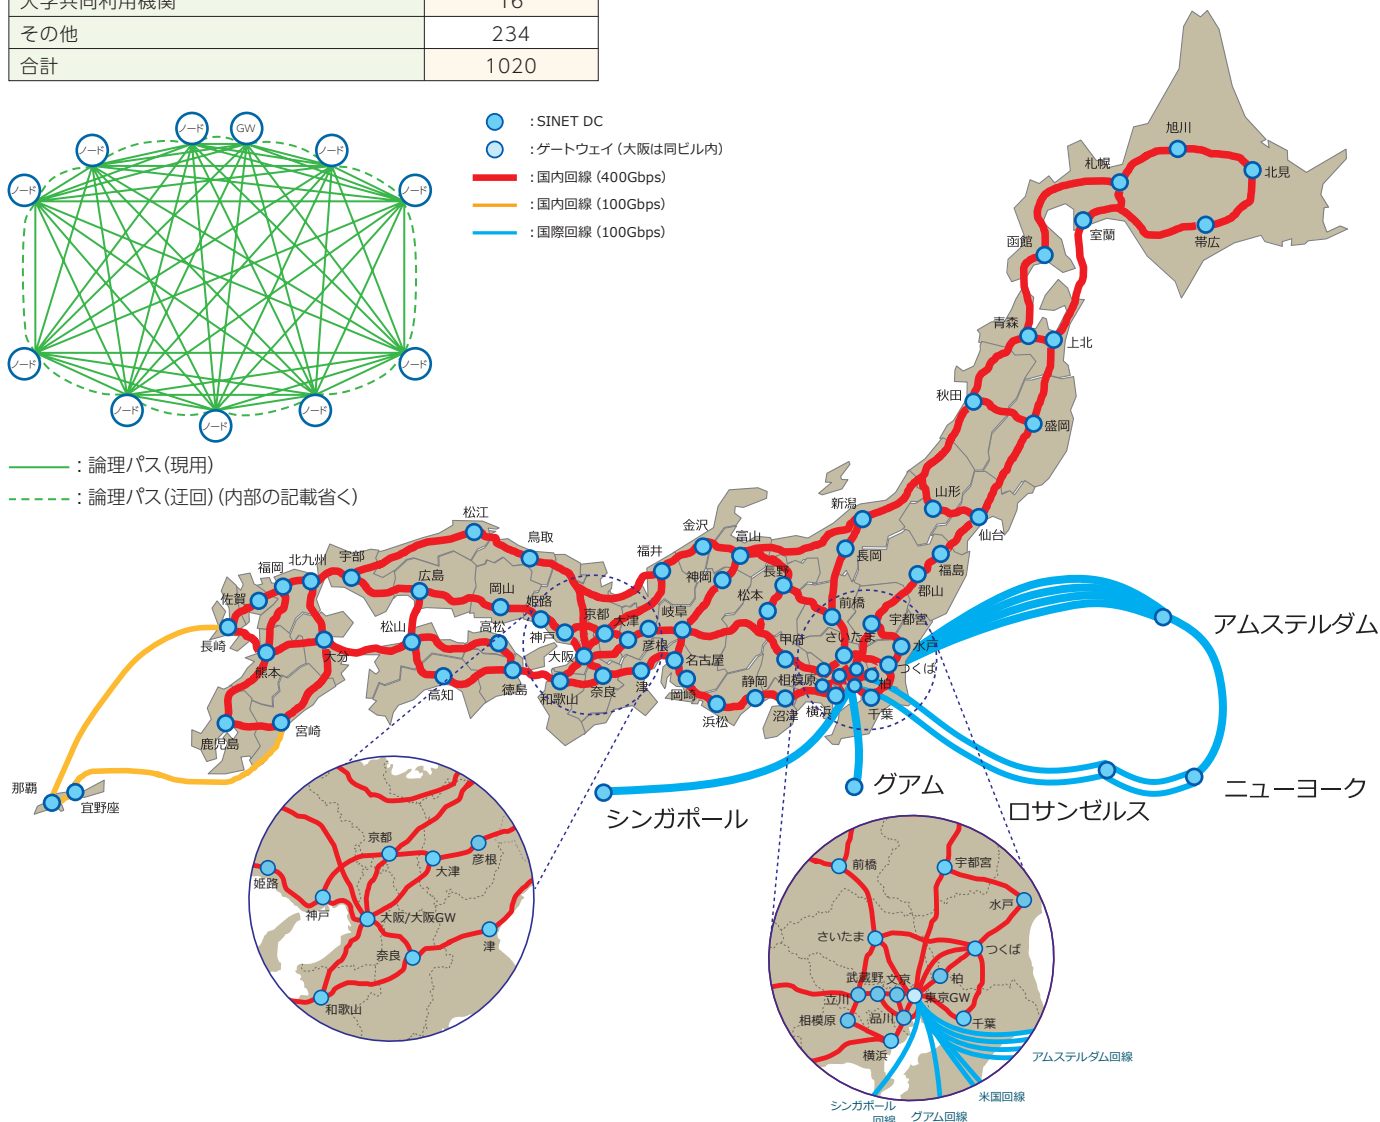 大学共同利用機関 16
その他 234
合計 1020
ノード
GW
ノード
ノード
ノード
ノード
ノード
ノード
ノード
ノード
ノード
: 論理パス(現用)
: 論理パス(迂回) (内部の記載省く)
: SINET DC
: ゲートウェイ (大阪は同ビル内)
: 国内回線 (400Gbps)
: 国内回線 (100Gbps)
: 国際回線 (100Gbps)
旭川
札幌
北見
函館
室蘭
帯広
青森
上北
秋田
盛岡
山形
新潟
仙台
長岡
福島
郡山
松江
鳥取
金沢
富山
福井
神岡
長野
松本
北九州
宇部
福岡
広島
岡山
姫路
佐賀
京都
大津
岐阜
前橋
宇都宮
高松
神戸
松山
さいたま
水戸
長崎
彦根
甲府
大阪
名古屋
つくば
熊本
大分
高知
徳島
和歌山
奈良
津
岡崎
静岡
相模原
柏
浜松
沼津
横浜
千葉
鹿児島
宮崎
那覇
宜野座
アムステルダム
シンガポール
グアム
ロサンゼルス
ニューヨーク
京都
彦根
大津
姫路
神戸
大阪/大阪GW
奈良
津
和歌山
前橋
宇都宮
水戸
さいたま
つくば
武蔵野
文京
柏
立川
東京GW
相模原
品川
千葉
横浜
アムステルダム回線
米国回線
シンガポール
回線
グアム回線